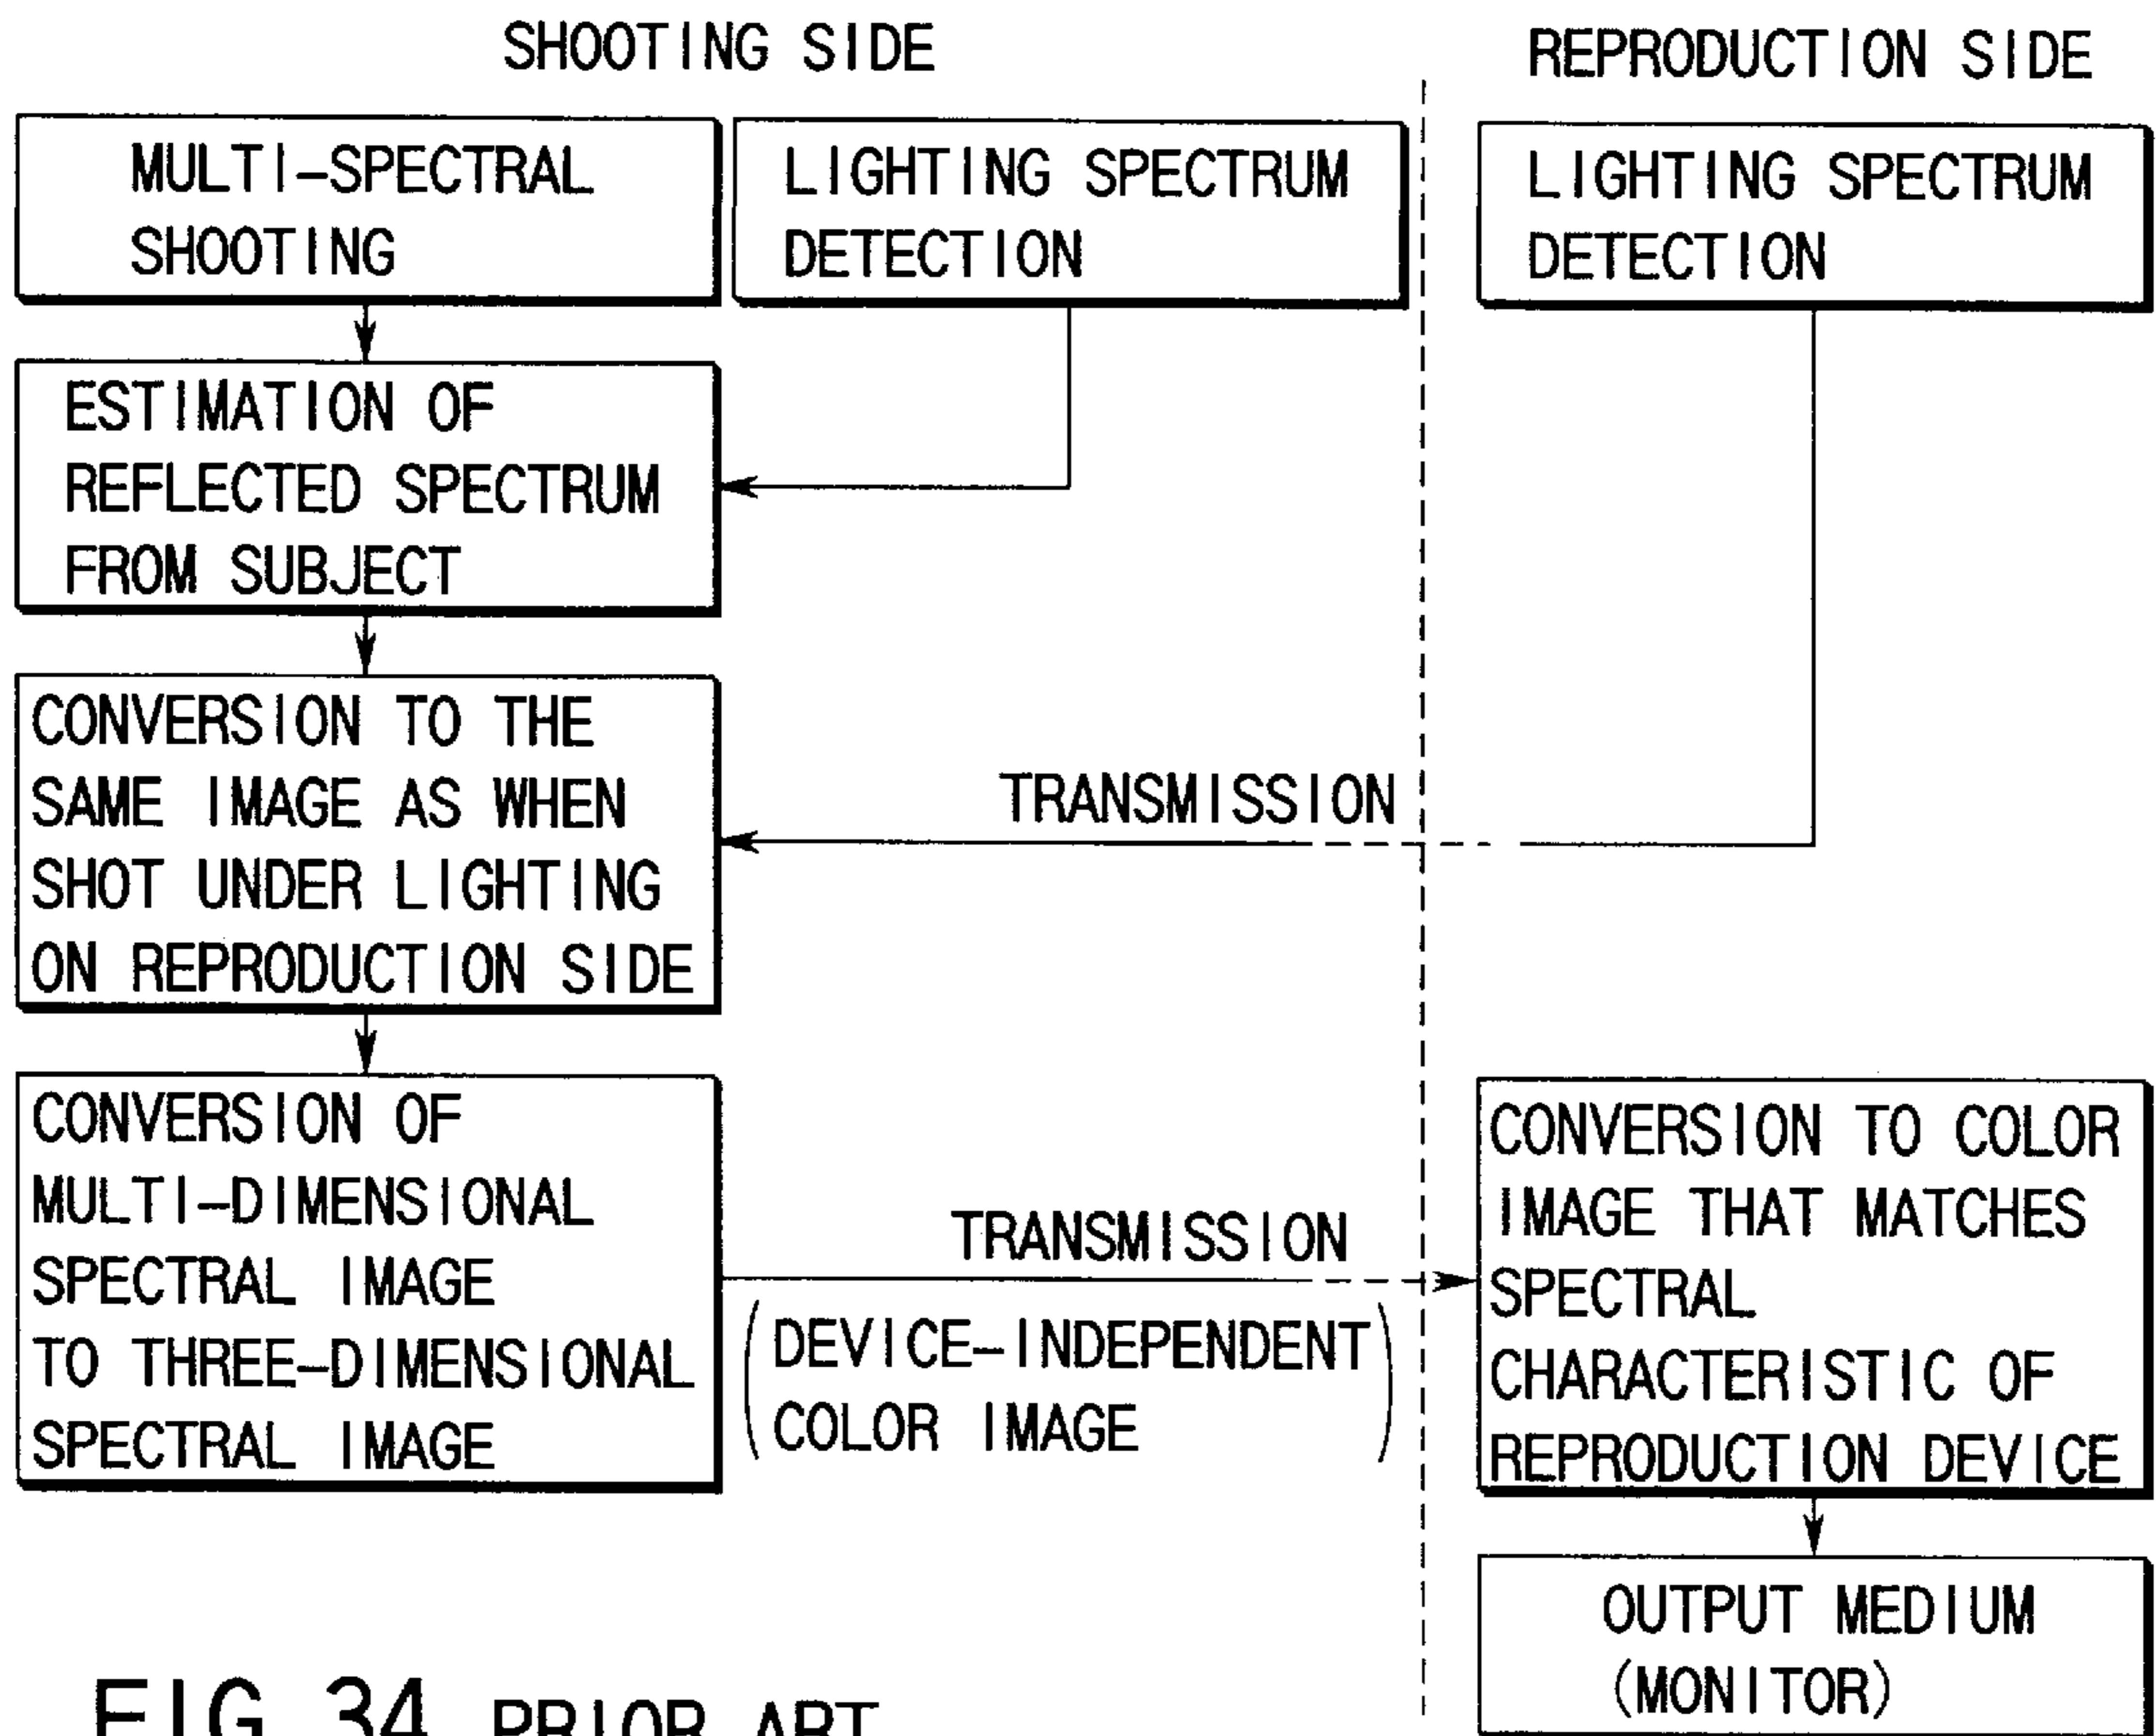 SHOOTING SIDE
REPRODUCTION SIDE
MULTI-SPECTRAL
SHOOTING
LIGHTING SPECTRUM
DETECTION
LIGHTING SPECTRUM
DETECTION
ESTIMATION OF
REFLECTED SPECTRUM
FROM SUBJECT
CONVERSION TO THE
SAME IMAGE AS WHEN
SHOT UNDER LIGHTING
ON REPRODUCTION SIDE
TRANSMISSION
CONVERSION OF
MULTI-DIMENSIONAL
SPECTRAL IMAGE
TO THREE-DIMENSIONAL
SPECTRAL IMAGE
TRANSMISSION
(DEVICE-INDEPENDENT
COLOR IMAGE)
CONVERSION TO COLOR
IMAGE THAT MATCHES
SPECTRAL
CHARACTERISTIC OF
REPRODUCTION DEVICE
OUTPUT MEDIUM
(MONITOR)
FIG. 34 PRIOR ART